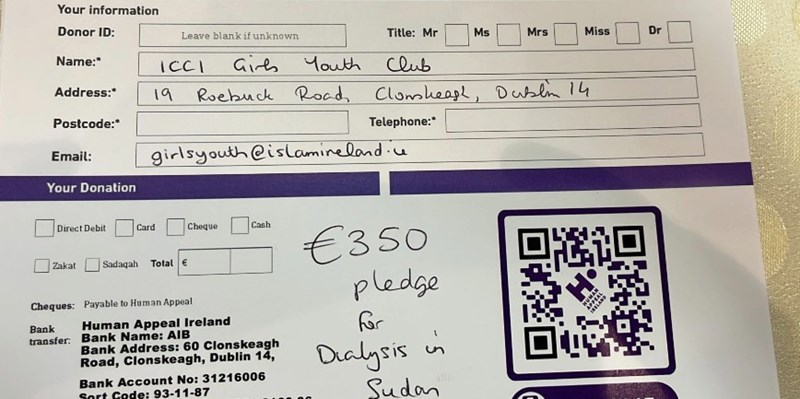 Your information
Donor ID: Leave blank if unknown Title: Mr Ms Mrs Miss Dr
Name:* ICCI Girls Youth Club
Address:* 19 Roebuck Road, Clonskeagh, Dublin 14
Postcode:* Telephone:*
Email: girlsyouth@islamireland.ie
Your Donation
Direct Debit Card Cheque Cash
Zakat Sadaqah Total €
€350
pledge
for
Dialysis in
Sudan
Cheques: Payable to Human Appeal
Bank transfer:
Human Appeal Ireland
Bank Name: AIB
Bank Address: 60 Clonskeagh
Road, Clonskeagh, Dublin 14,
Bank Account No: 31216006
Sort Code: 93-11-87
HUMAN
APPEAL
IRELAND